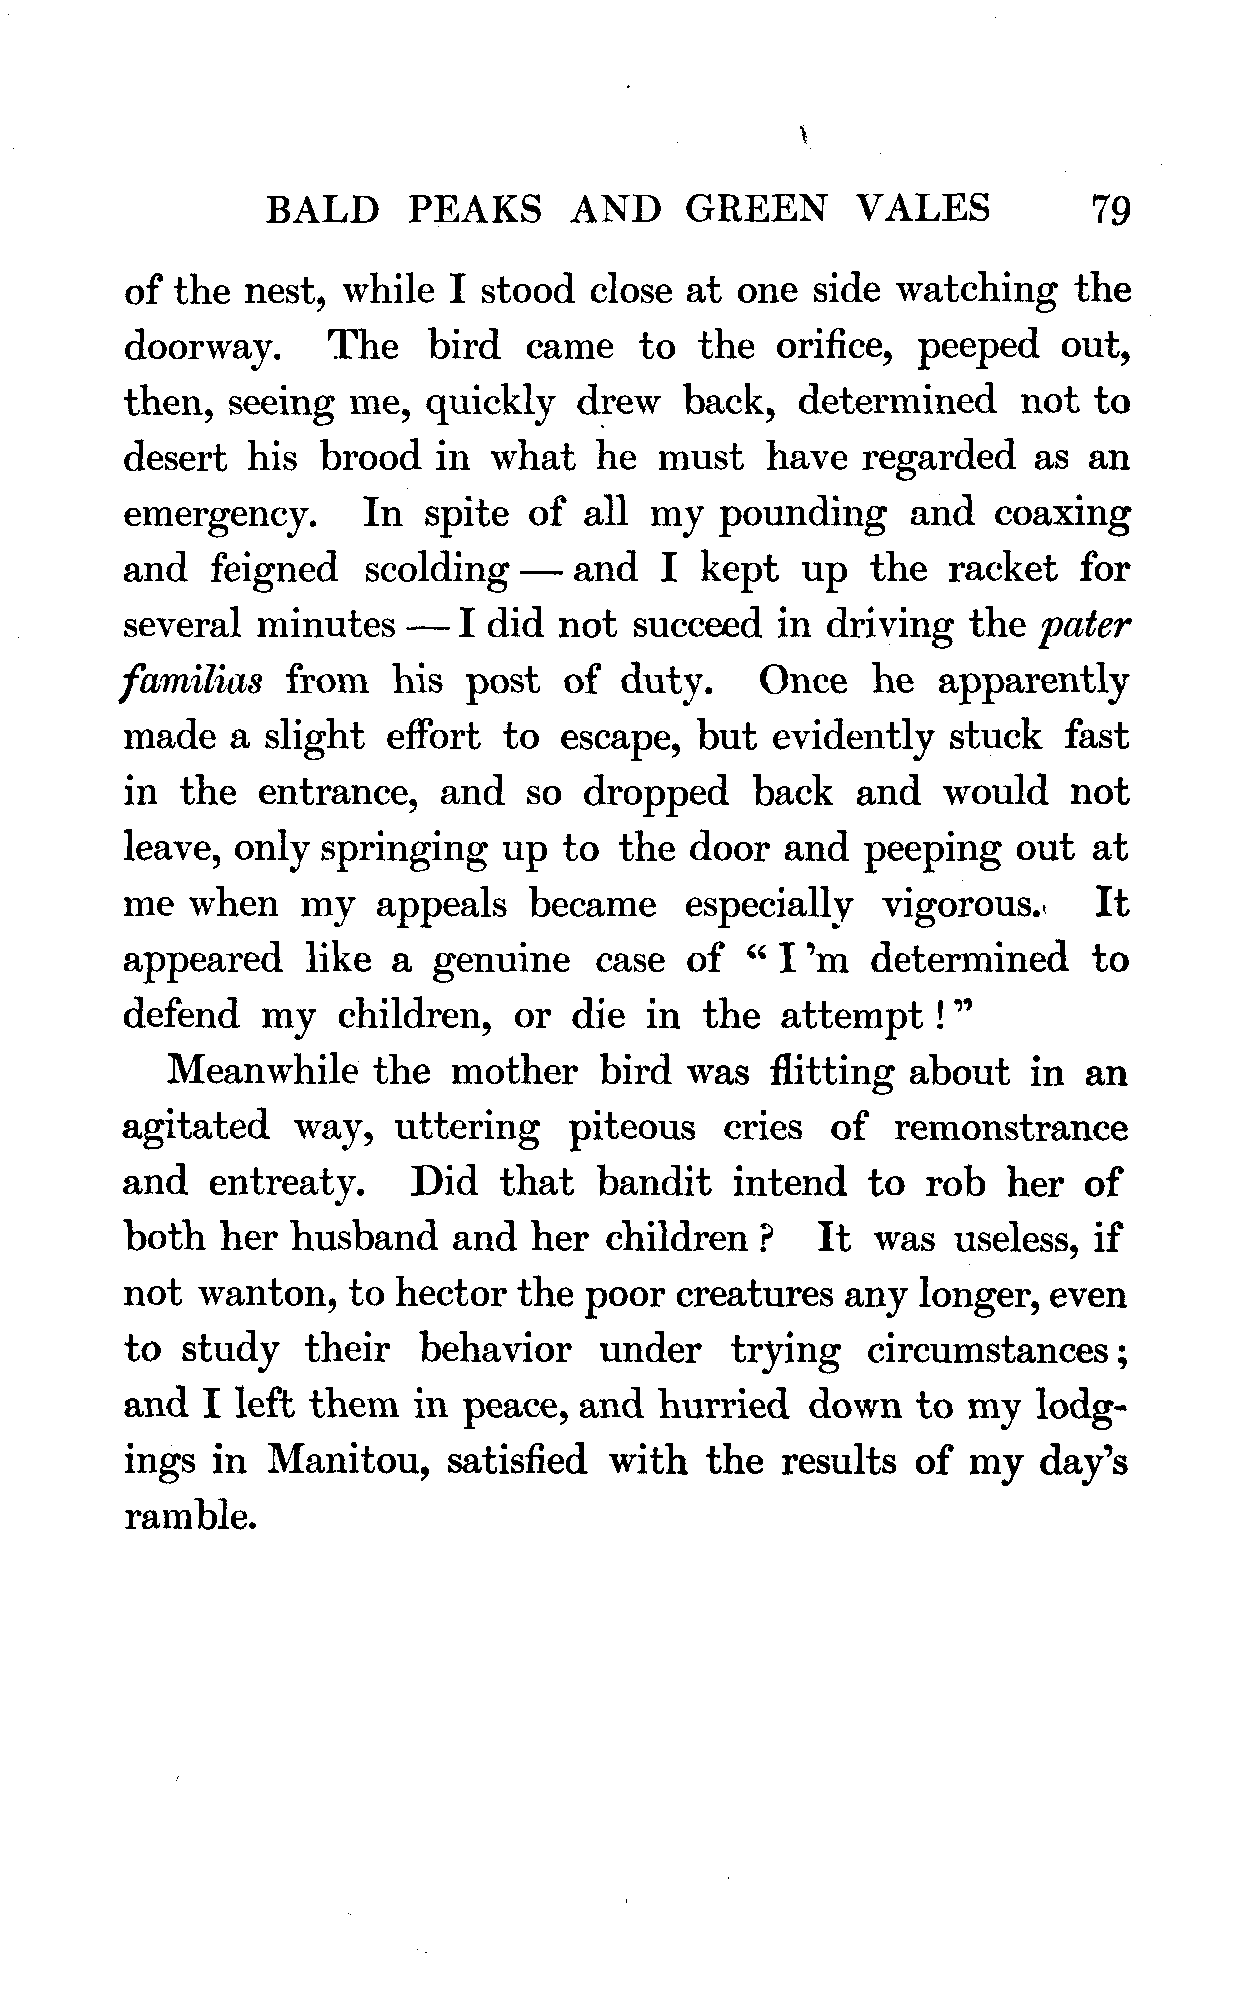 BALD PEAKS AND GREEN VALES 79
of the nest, while I stood close at one side watching the
doorway. The bird came to the orifice, peeped out,
then, seeing me, quickly drew back, determined not to
desert his brood in what he must have regarded as an
emergency. In spite of all my pounding and coaxing
and feigned scolding — and I kept up the racket for
several minutes — I did not succeed in driving the pater
familias from his post of duty. Once he apparently
made a slight effort to escape, but evidently stuck fast
in the entrance, and so dropped back and would not
leave, only springing up to the door and peeping out at
me when my appeals became especially vigorous. It
appeared like a genuine case of “ I ’m determined to
defend my children, or die in the attempt ! ”
Meanwhile the mother bird was flitting about in an
agitated way, uttering piteous cries of remonstrance
and entreaty. Did that bandit intend to rob her of
both her husband and her children ? It was useless, if
not wanton, to hector the poor creatures any longer, even
to study their behavior under trying circumstances ;
and I left them in peace, and hurried down to my lodg-
ings in Manitou, satisfied with the results of my day’s
ramble.